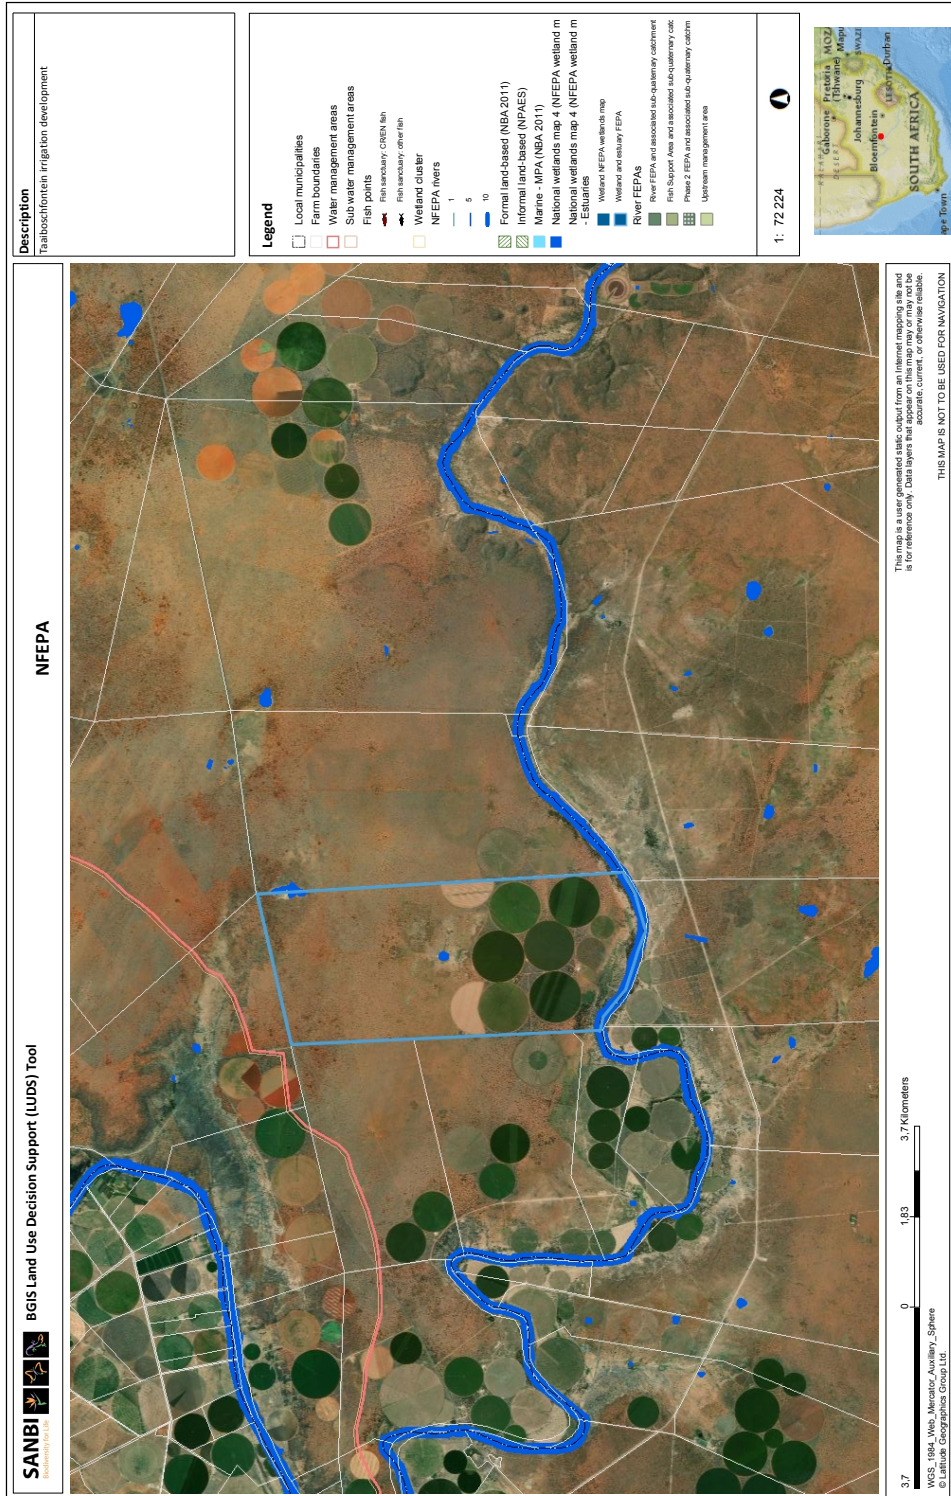 SANBI
Biodiversity for Life
BGIS Land Use Decision Support (LUDS) Tool
NFEPA
Description
Taaiboschfontein irrigation development
Legend
Local municipalities
Farm boundaries
Water management areas
Sub water management areas
Fish points
Fish sanctuary: CR/EN fish
Fish sanctuary: other fish
Wetland cluster
NFEPA rivers
1
5
10
Formal land-based (NBA 2011)
Informal land-based (NPAES)
Marine - MPA (NBA 2011)
National wetlands map 4 (NFEPA wetland m
National wetlands map 4 (NFEPA wetland m
- Estuaries
Wetland NFEPA wetlands map
Wetland and estuary FEPA
River FEPAs
River FEPA and associated sub-quaternary catchment
Fish Support Area and associated sub-quaternary catc
Phase 2 FEPA and associated sub-quaternary catchm
Upstream management area
1: 72 224
Gaborone
Pretoria
(Tshwane)
MOZ
Mapu
SWAZI
Johannesburg
KALAHARI
DESERT
Bloemfontein
LESOTHO
Durban
SOUTH AFRICA
ape Town
3.7
0
1.83
3.7 Kilometers
WGS_1984_Web_Mercator_Auxiliary_Sphere
© Latitude Geographics Group Ltd.
This map is a user generated static output from an Internet mapping site and
is for reference only. Data layers that appear on this map may or may not be
accurate, current, or otherwise reliable.
THIS MAP IS NOT TO BE USED FOR NAVIGATION